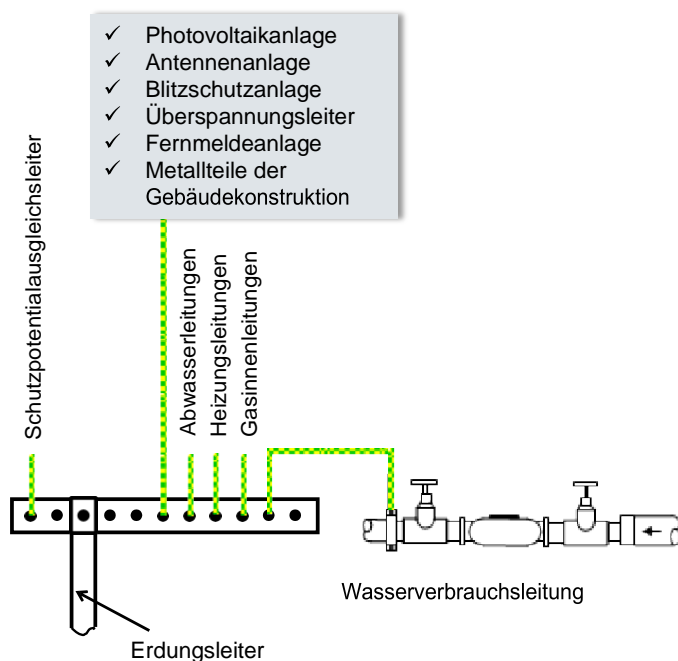 ✓ Photovoltaikanlage
✓ Antennenanlage
✓ Blitzschutzanlage
✓ Überspannungsleiter
✓ Fernmeldeanlage
✓ Metallteile der
Gebäudekonstruktion
Schutzpotentialausgleichsleiter
Abwasserleitungen
Heizungsleitungen
Gasinnenleitungen
Wasserverbrauchsleitung
Erdungsleiter